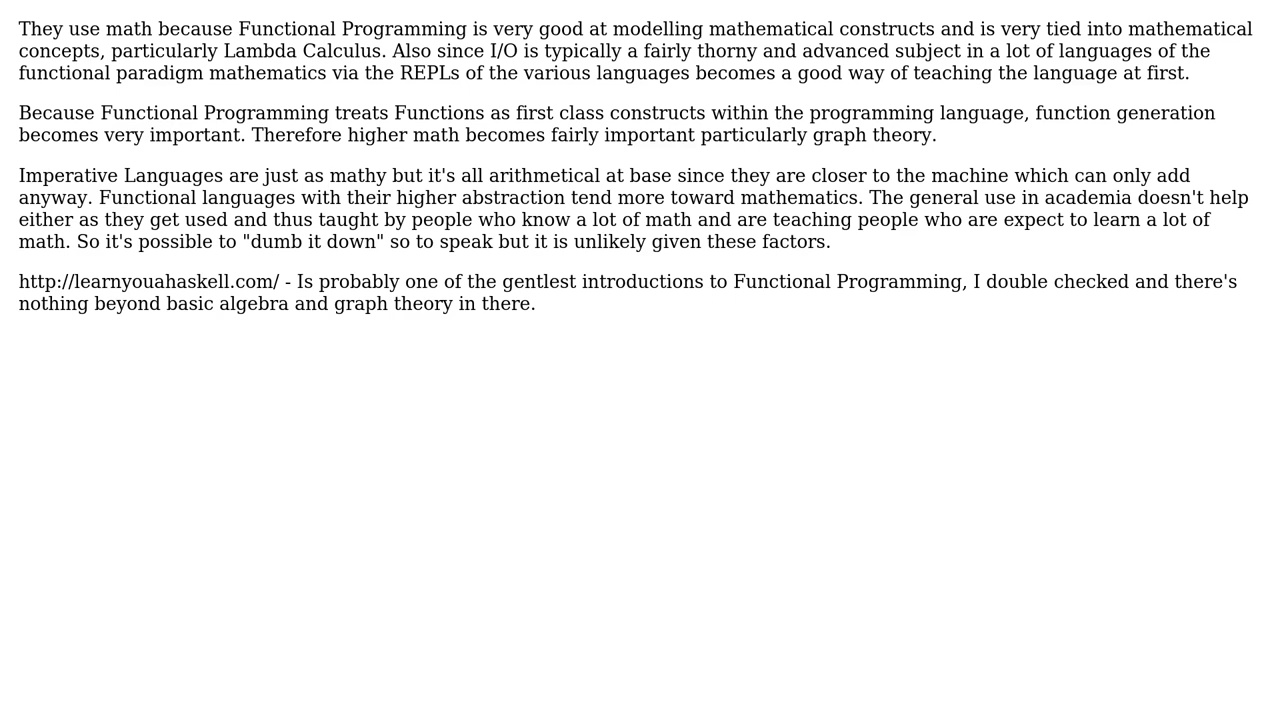 They use math because Functional Programming is very good at modelling mathematical constructs and is very tied into mathematical
concepts, particularly Lambda Calculus. Also since I/O is typically a fairly thorny and advanced subject in a lot of languages of the
functional paradigm mathematics via the REPLs of the various languages becomes a good way of teaching the language at first.
Because Functional Programming treats Functions as first class constructs within the programming language, function generation
becomes very important. Therefore higher math becomes fairly important particularly graph theory.
Imperative Languages are just as mathy but it's all arithmetical at base since they are closer to the machine which can only add
anyway. Functional languages with their higher abstraction tend more toward mathematics. The general use in academia doesn't help
either as they get used and thus taught by people who know a lot of math and are teaching people who are expect to learn a lot of
math. So it's possible to "dumb it down" so to speak but it is unlikely given these factors.
http://learnyouahaskell.com/ - Is probably one of the gentlest introductions to Functional Programming, I double checked and there's
nothing beyond basic algebra and graph theory in there.